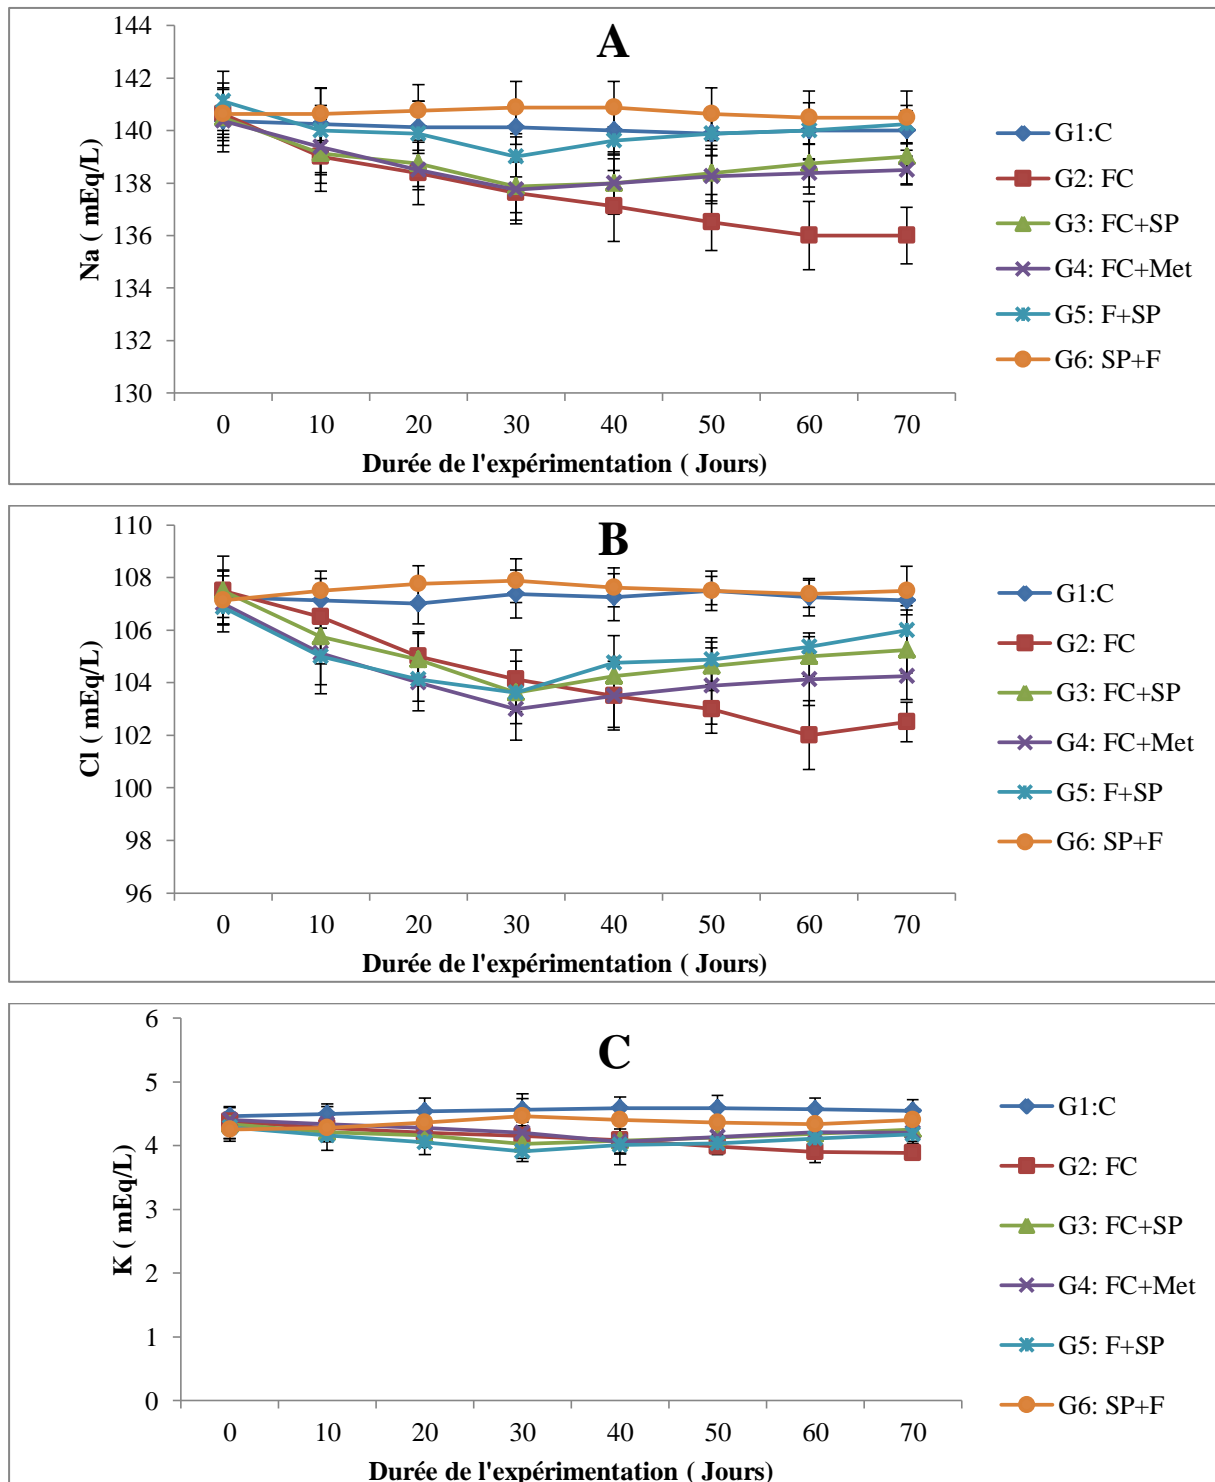 A
144
142
140
138
136
134
132
130
Na ( mEq/L)
0 10 20 30 40 50 60 70
Durée de l'expérimentation ( Jours)
G1:C
G2: FC
G3: FC+SP
G4: FC+Met
G5: F+SP
G6: SP+F
B
110
108
106
104
102
100
98
96
Cl ( mEq/L)
0 10 20 30 40 50 60 70
Durée de l'expérimentation ( Jours)
G1:C
G2: FC
G3: FC+SP
G4: FC+Met
G5: F+SP
G6: SP+F
C
6
5
4
3
2
1
0
K ( mEq/L)
0 10 20 30 40 50 60 70
Durée de l'expérimentation ( Jours)
G1:C
G2: FC
G3: FC+SP
G4: FC+Met
G5: F+SP
G6: SP+F